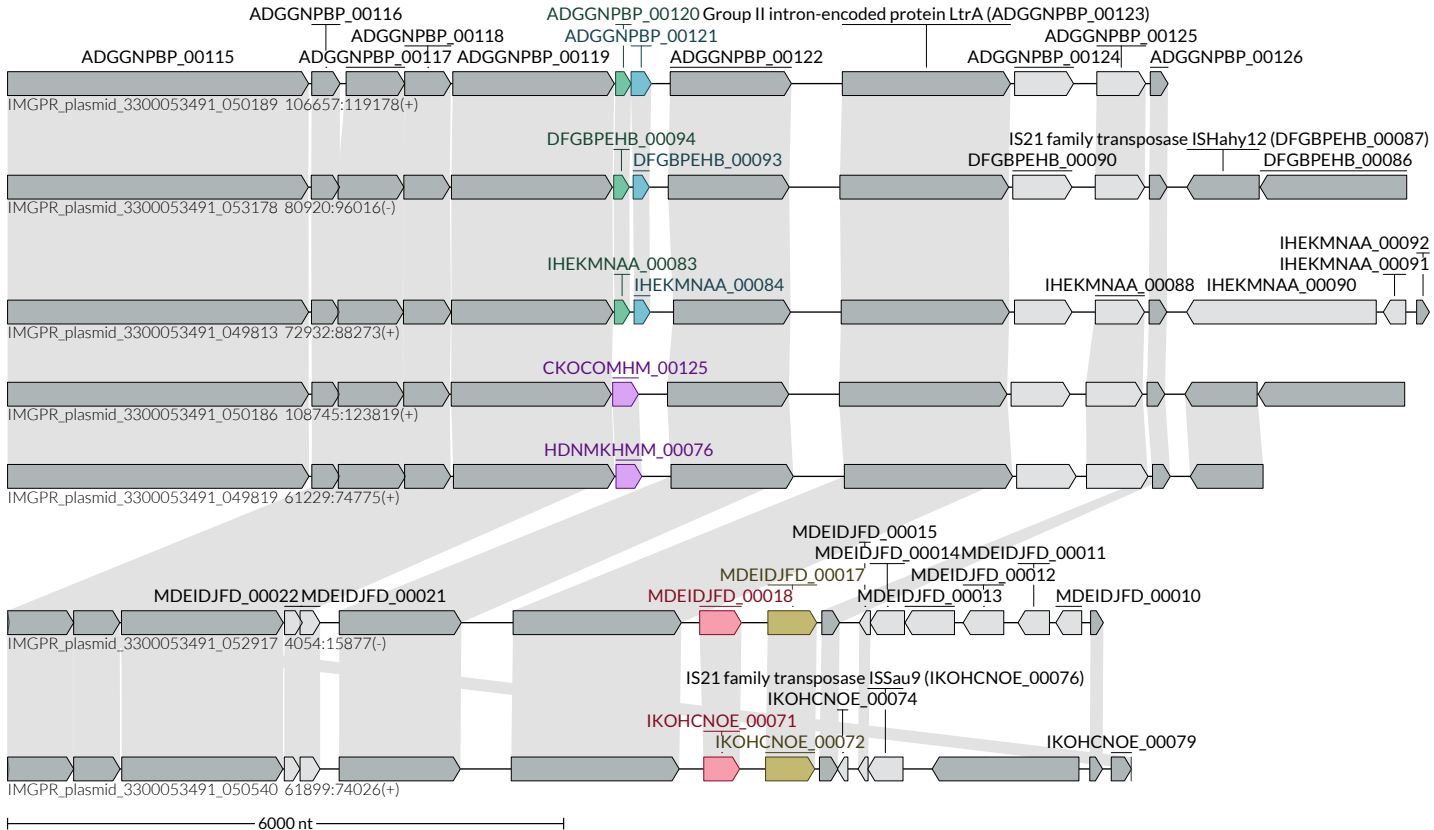 ADGGNPBP_00116
ADGGNPBP_00120 Group II intron-encoded protein LtrA (ADGGNPBP_00123)
ADGGNPBP_00118 ADGGNPBP_00121 ADGGNPBP_00125
ADGGNPBP_00115 ADGGNPBP_00117 ADGGNPBP_00119 ADGGNPBP_00122 ADGGNPBP_00124 ADGGNPBP_00126
IMGPR_plasmid_3300053491_050189 106657:119178(+)
DFGBPEHB_00094 IS21 family transposase ISHahy12 (DFGBPEHB_00087)
DFGBPEHB_00093 DFGBPEHB_00090 DFGBPEHB_00086
IMGPR_plasmid_3300053491_053178 80920:96016(-)
IHEKMNAA_00092
IHEKMNAA_00083 IHEKMNAA_00091
IHEKMNAA_00084 IHEKMNAA_00088 IHEKMNAA_00090
IMGPR_plasmid_3300053491_049813 72932:88273(+)
CKOCOMHM_00125
IMGPR_plasmid_3300053491_050186 108745:123819(+)
HDNMKHMM_00076
IMGPR_plasmid_3300053491_049819 61229:74775(+)
MDEIDJFD_00015
MDEIDJFD_00014 MDEIDJFD_00011
MDEIDJFD_00017 MDEIDJFD_00012
MDEIDJFD_00022 MDEIDJFD_00021 MDEIDJFD_00018 MDEIDJFD_00013 MDEIDJFD_00010
IMGPR_plasmid_3300053491_052917 4054:15877(-)
IS21 family transposase ISSau9 (IKOHCNOE_00076)
IKOHCNOE_00074
IKOHCNOE_00071
IKOHCNOE_00072 IKOHCNOE_00079
IMGPR_plasmid_3300053491_050540 61899:74026(+)
6000 nt